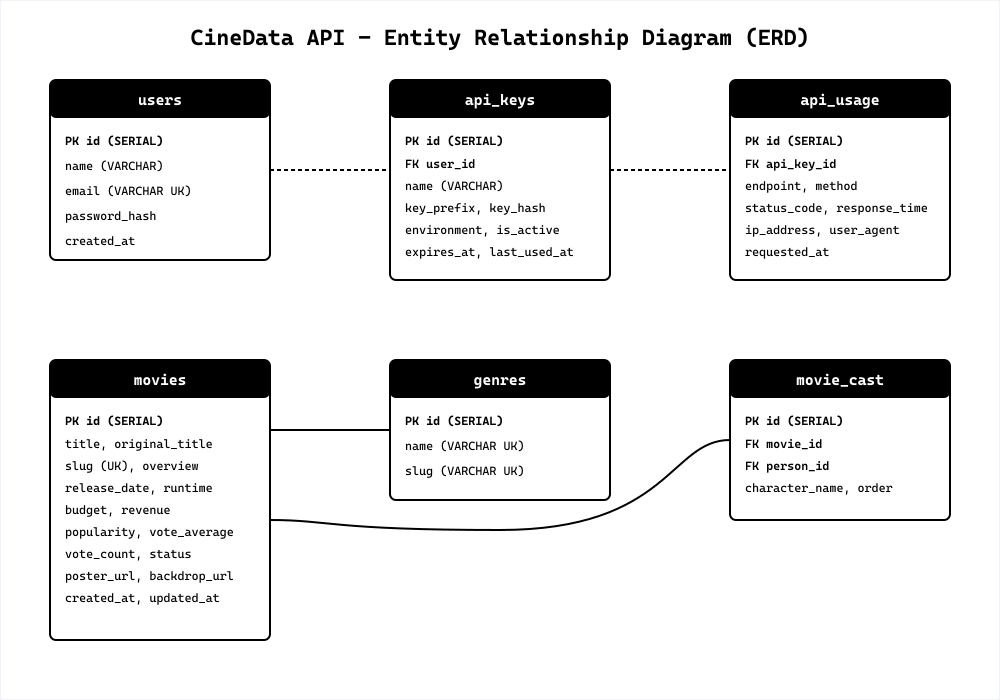 CineData API — Entity Relationship Diagram (ERD)
users
PK id (SERIAL)
name (VARCHAR)
email (VARCHAR UK)
password_hash
created_at
api_keys
PK id (SERIAL)
FK user_id
name (VARCHAR)
key_prefix, key_hash
environment, is_active
expires_at, last_used_at
api_usage
PK id (SERIAL)
FK api_key_id
endpoint, method
status_code, response_time
ip_address, user_agent
requested_at
movies
PK id (SERIAL)
title, original_title
slug (UK), overview
release_date, runtime
budget, revenue
popularity, vote_average
vote_count, status
poster_url, backdrop_url
created_at, updated_at
genres
PK id (SERIAL)
name (VARCHAR UK)
slug (VARCHAR UK)
movie_cast
PK id (SERIAL)
FK movie_id
FK person_id
character_name, order